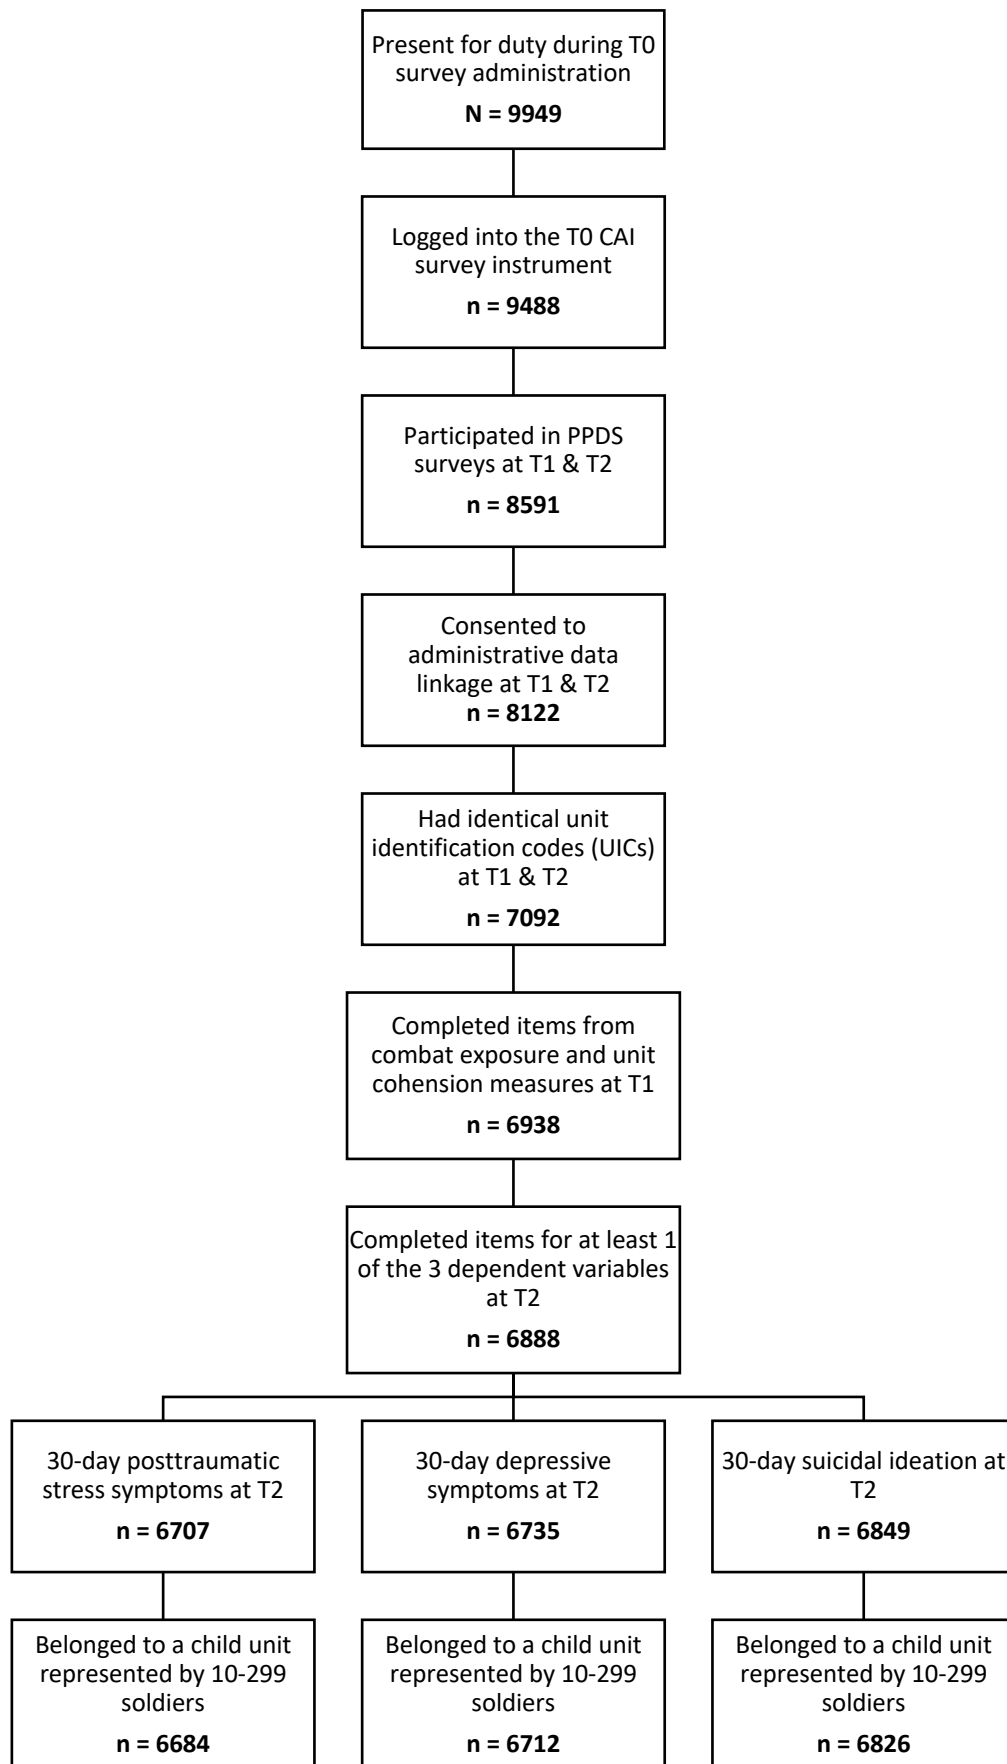 Present for duty during T0
survey administration
N = 9949
Logged into the T0 CAI
survey instrument
n = 9488
Participated in PPDS
surveys at T1 & T2
n = 8591
Consented to
administrative data
linkage at T1 & T2
n = 8122
Had identical unit
identification codes (UICs)
at T1 & T2
n = 7092
Completed items from
combat exposure and unit
cohension measures at T1
n = 6938
Completed items for at least 1
of the 3 dependent variables
at T2
n = 6888
30-day posttraumatic
stress symptoms at T2
n = 6707
30-day depressive
symptoms at T2
n = 6735
30-day suicidal ideation at
T2
n = 6849
Belonged to a child unit
represented by 10-299
soldiers
n = 6684
Belonged to a child unit
represented by 10-299
soldiers
n = 6712
Belonged to a child unit
represented by 10-299
soldiers
n = 6826